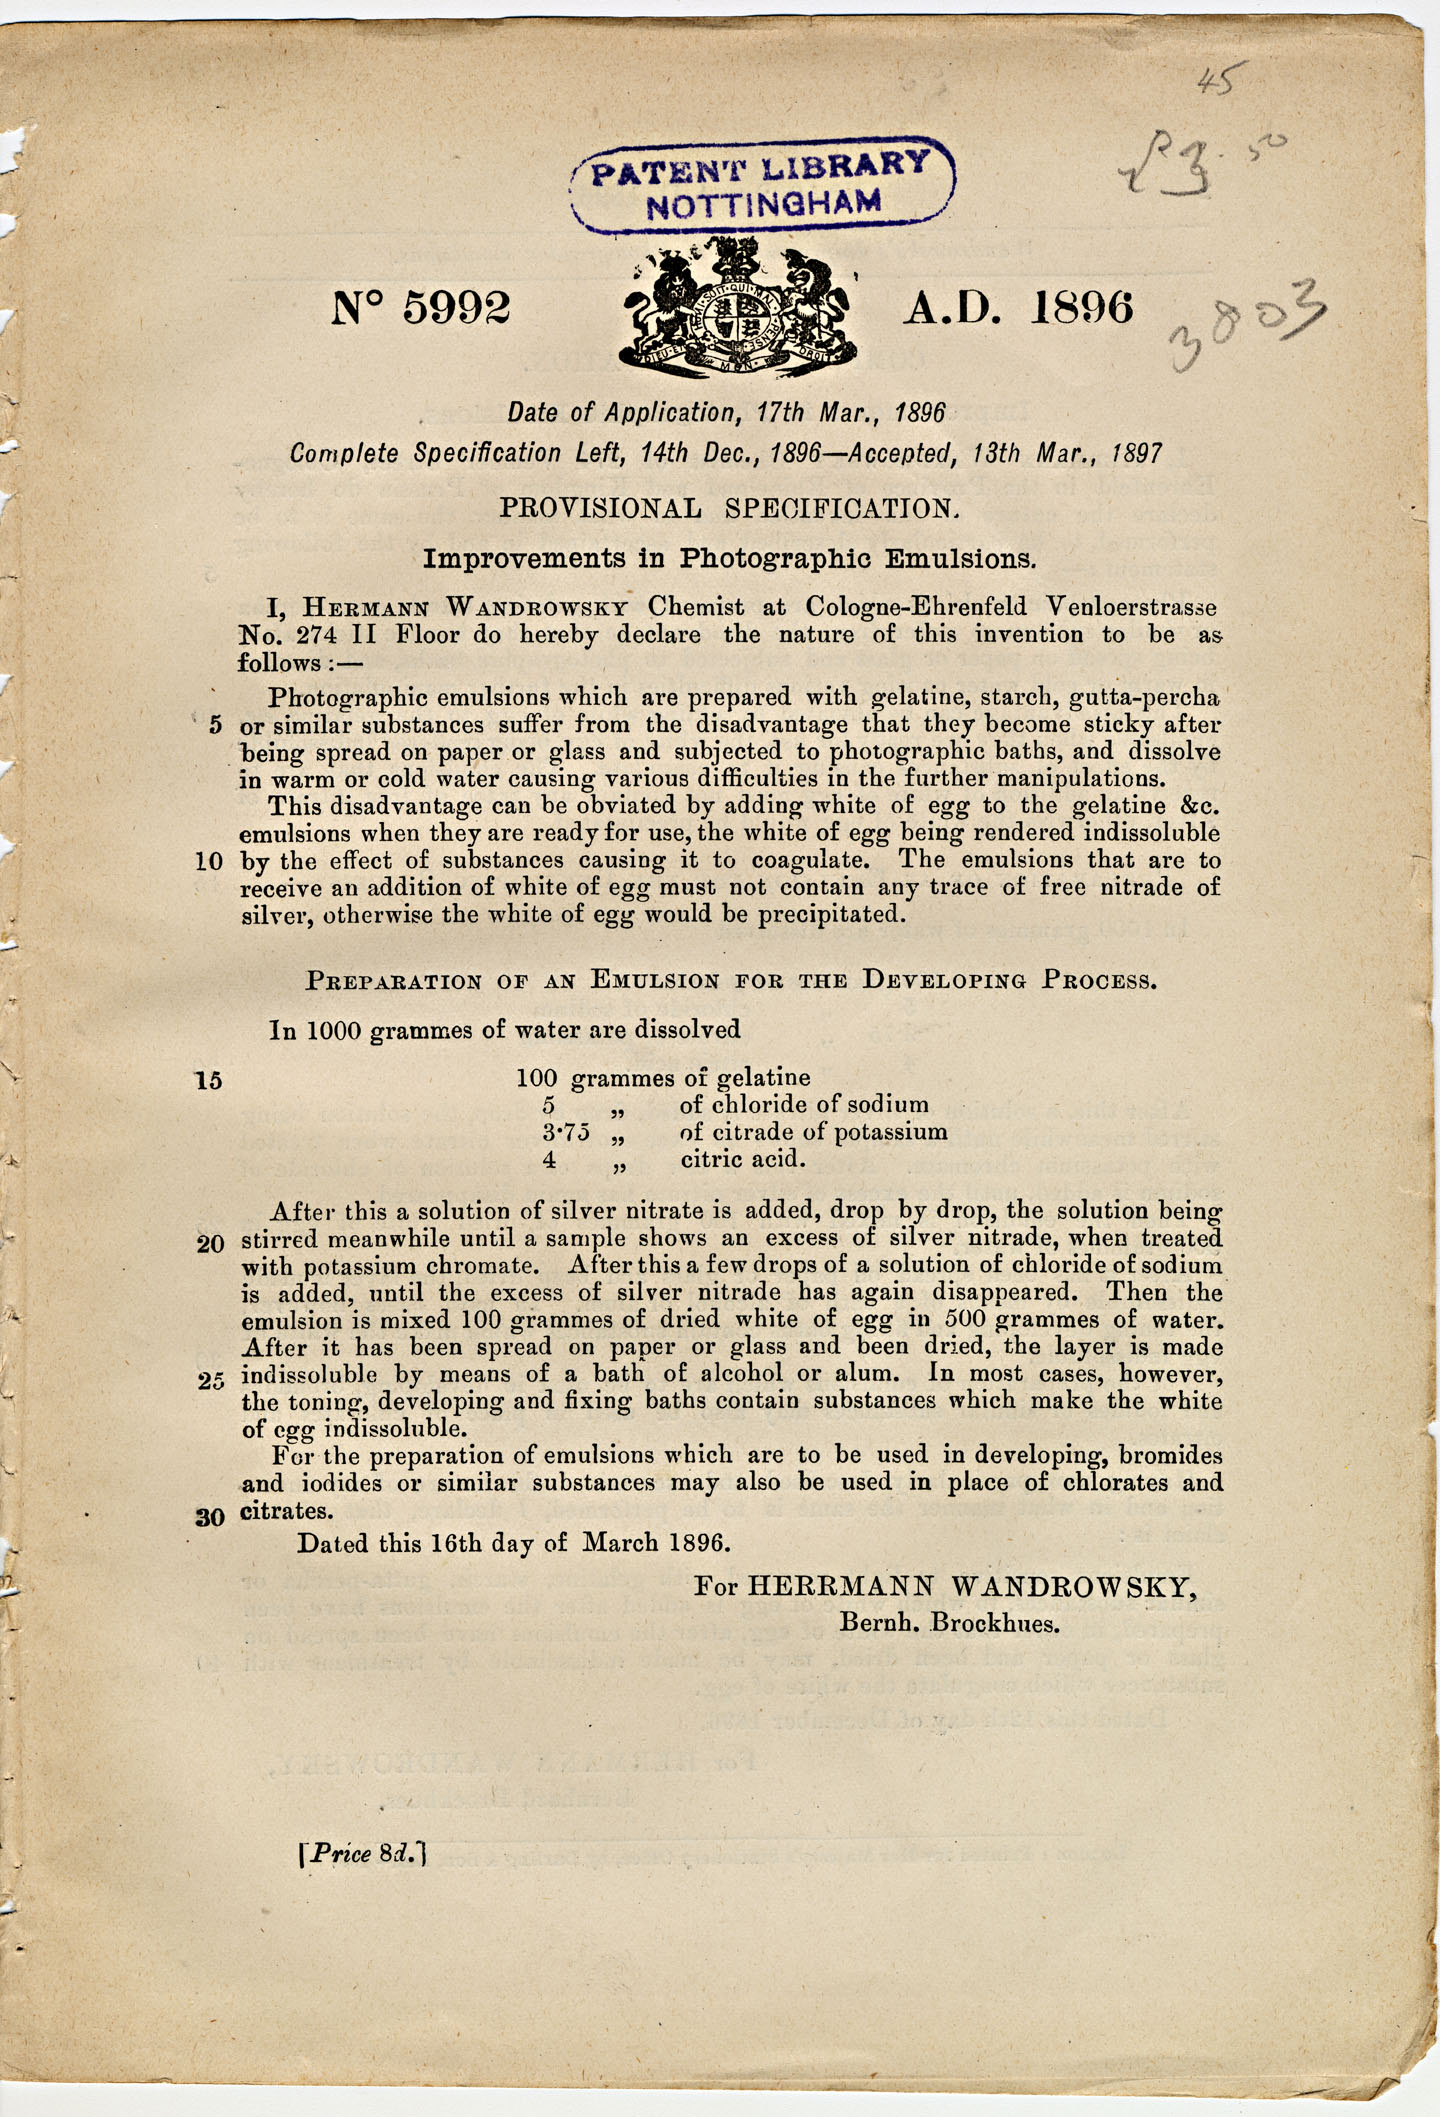 45
£3.50
PATENT LIBRARY
NOTTINGHAM
HONI·SOIT·QUI·MAL·Y·PENSE
DIEU·ET MON DROIT
Nº 5992 A.D. 1896
3803
Date of Application, 17th Mar., 1896
Complete Specification Left, 14th Dec., 1896—Accepted, 13th Mar., 1897
PROVISIONAL SPECIFICATION.
Improvements in Photographic Emulsions.
I, HERMANN WANDROWSKY Chemist at Cologne-Ehrenfeld Venloerstrasse
No. 274 II Floor do hereby declare the nature of this invention to be as
follows :—
Photographic emulsions which are prepared with gelatine, starch, gutta-percha
5 or similar substances suffer from the disadvantage that they become sticky after
being spread on paper or glass and subjected to photographic baths, and dissolve
in warm or cold water causing various difficulties in the further manipulations.
This disadvantage can be obviated by adding white of egg to the gelatine &c.
emulsions when they are ready for use, the white of egg being rendered indissoluble
10 by the effect of substances causing it to coagulate. The emulsions that are to
receive an addition of white of egg must not contain any trace of free nitrade of
silver, otherwise the white of egg would be precipitated.
PREPARATION OF AN EMULSION FOR THE DEVELOPING PROCESS.
In 1000 grammes of water are dissolved
15 100 grammes of gelatine
5 „ of chloride of sodium
3·75 „ of citrade of potassium
4 „ citric acid.
After this a solution of silver nitrate is added, drop by drop, the solution being
20 stirred meanwhile until a sample shows an excess of silver nitrade, when treated
with potassium chromate. After this a few drops of a solution of chloride of sodium
is added, until the excess of silver nitrade has again disappeared. Then the
emulsion is mixed 100 grammes of dried white of egg in 500 grammes of water.
After it has been spread on paper or glass and been dried, the layer is made
25 indissoluble by means of a bath of alcohol or alum. In most cases, however,
the toning, developing and fixing baths contain substances which make the white
of egg indissoluble.
For the preparation of emulsions which are to be used in developing, bromides
and iodides or similar substances may also be used in place of chlorates and
30 citrates.
Dated this 16th day of March 1896.
For HERRMANN WANDROWSKY,
Bernh. Brockhues.
[Price 8d.]